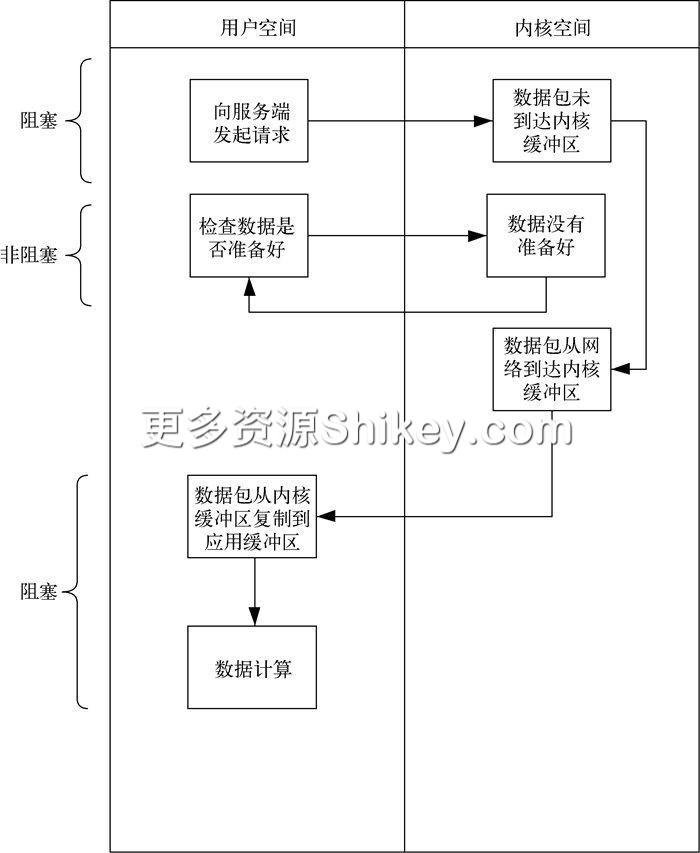 用户空间
内核空间
阻塞
向服务端
发起请求
数据包未
到达内核
缓冲区
非阻塞
检查数据是
否准备好
数据没有
准备好
数据包从网
络到达内核
缓冲区
更多资源Shikey.com
阻塞
数据包从内核
缓冲区复制到
应用缓冲区
数据计算